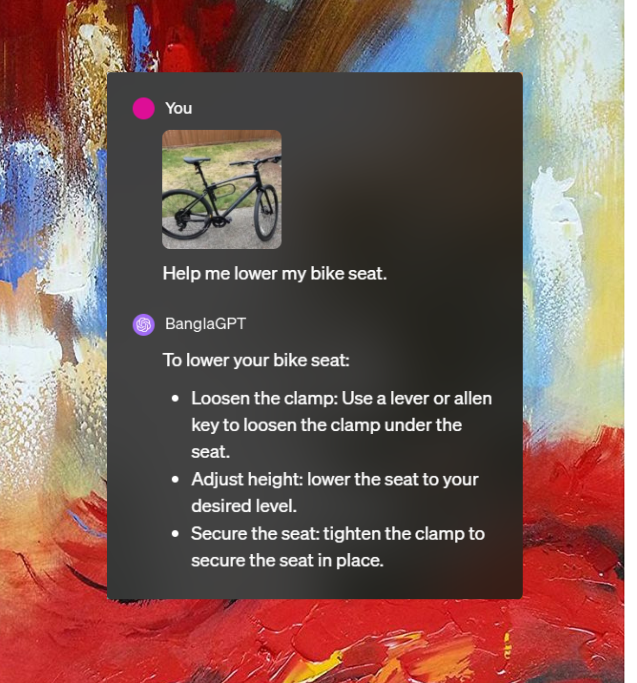 You
Help me lower my bike seat.
BanglaGPT
To lower your bike seat:
• Loosen the clamp: Use a lever or allen
key to loosen the clamp under the
seat.
• Adjust height: lower the seat to your
desired level.
• Secure the seat: tighten the clamp to
secure the seat in place.